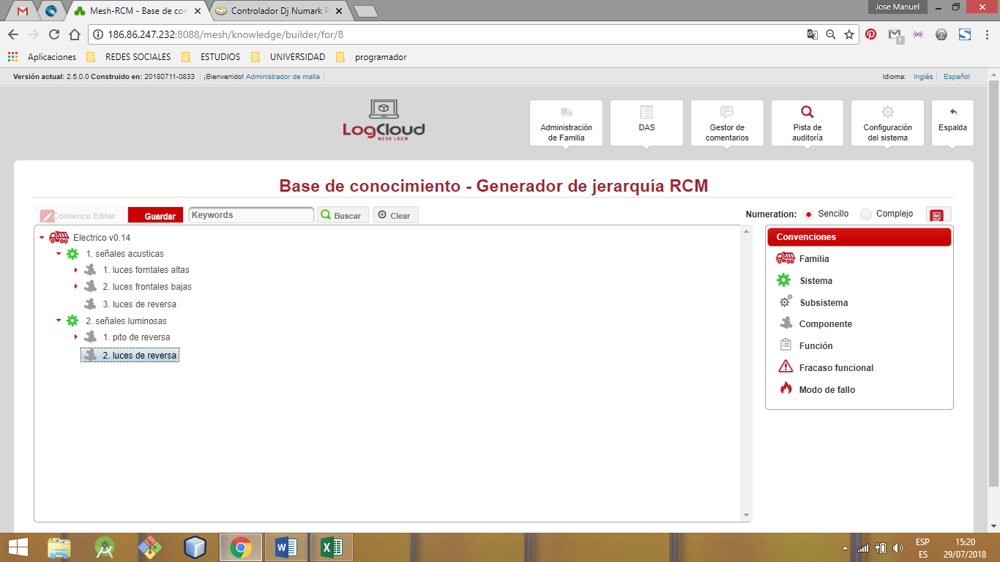 Jose Manuel
Mesh-RCM - Base de con
Controlador Dj Numark P
186.86.247.232:8088/mesh/knowledge/builder/for/8
Aplicaciones REDES SOCIALES ESTUDIOS UNIVERSIDAD programador
Versión actual: 2.5.0.0 Construido en: 20180711-0833 ¡Bienvenido! Administrador de malla Idioma: Inglés Español
LogCloud
MESH LRCM
Administración
de Familia
DAS
Gestor de
comentarios
Pista de
auditoría
Configuración
del sistema
Espalda
Base de conocimiento - Generador de jerarquía RCM
Comience Editar Guardar Keywords Buscar Clear Numeration: Sencillo Complejo
Electrico v0.14
1. señales acusticas
1. luces forntales altas
2. luces frontales bajas
3. luces de reversa
2. señales luminosas
1. pito de reversa
2. luces de reversa
Convenciones
Familia
Sistema
Subsistema
Componente
Función
Fracaso funcional
Modo de fallo
ESP
ES
15:20
29/07/2018